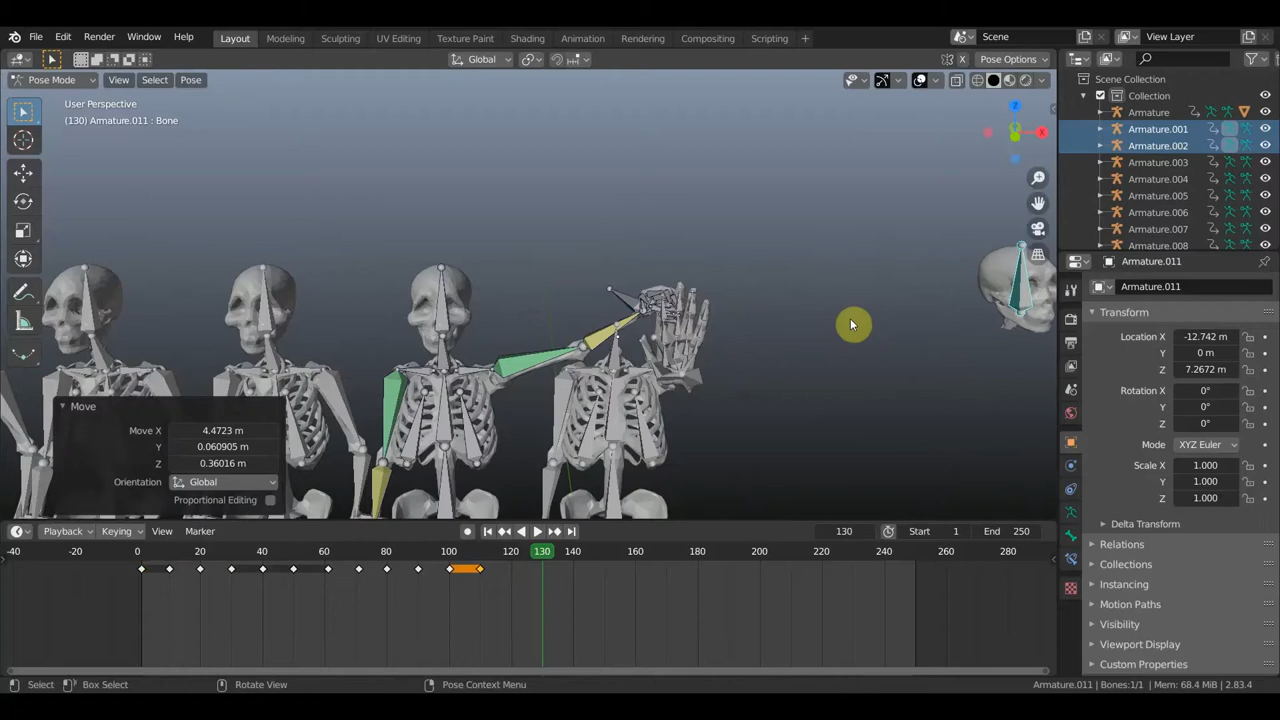 File Edit Render Window Help
Layout Modeling Sculpting UV Editing Texture Paint Shading Animation Rendering Compositing Scripting +
Scene
View Layer
Global
X Pose Options
Pose Mode View Select Pose
User Perspective
(130) Armature.011 : Bone
Z
X
Y
Scene Collection
Collection
Armature
Armature.001
Armature.002
Armature.003
Armature.004
Armature.005
Armature.006
Armature.007
Armature.008
Armature.011
Armature.011
Transform
Location X -12.742 m
Y 0 m
Z 7.2672 m
Rotation X 0°
Y 0°
Z 0°
Mode XYZ Euler
Scale X 1.000
Y 1.000
Z 1.000
Delta Transform
Relations
Collections
Instancing
Motion Paths
Visibility
Viewport Display
Custom Properties
Move
Move X 4.4723 m
Y 0.060905 m
Z 0.36016 m
Orientation Global
Proportional Editing
Playback Keying View Marker
130 Start 1 End 250
-40 -20 0 20 40 60 80 100 120 130 140 160 180 200 220 240 260 280
Select Box Select Rotate View Pose Context Menu
Armature.011 | Bones:1/1 | Mem: 68.4 MiB | 2.83.4